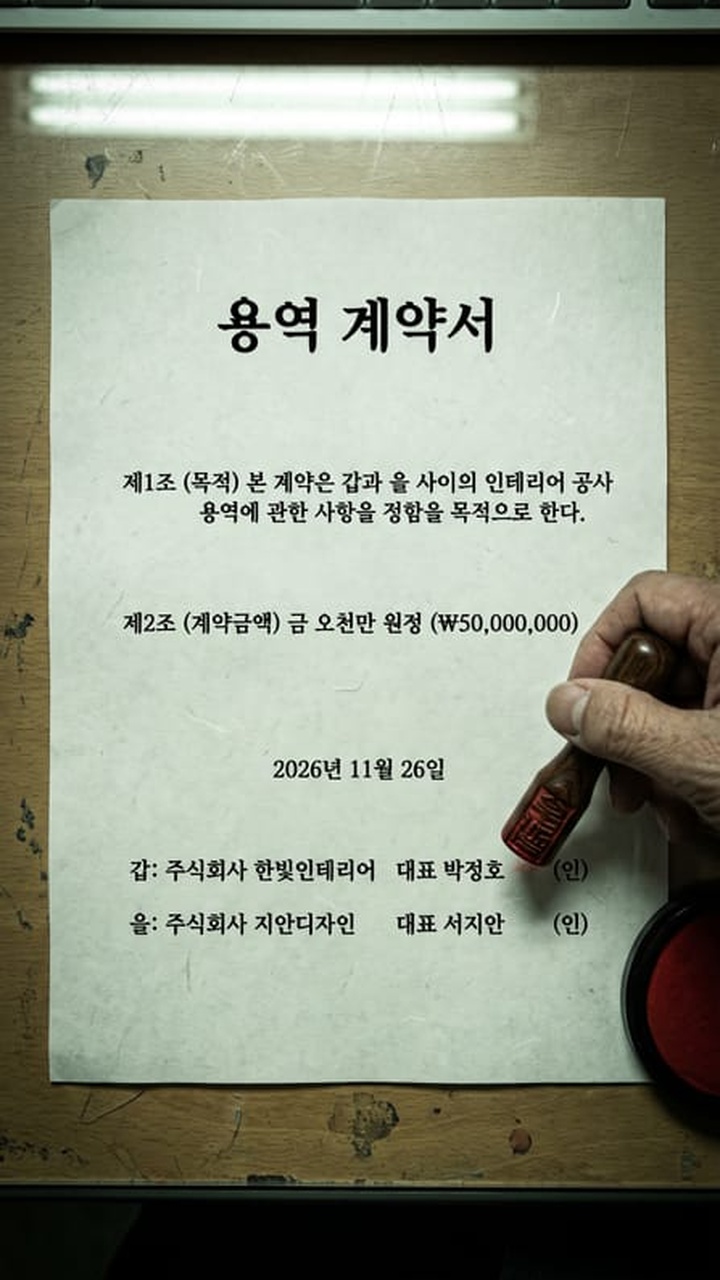 용역 계약서
제1조 (목적) 본 계약은 갑과 을 사이의 인테리어 공사
용역에 관한 사항을 정함을 목적으로 한다.
제2조 (계약금액) 금 오천만 원정 (₩50,000,000)
2026년 11월 26일
갑: 주식회사 한빛인테리어 대표 박정호 (인)
을: 주식회사 지안디자인 대표 서지안 (인)